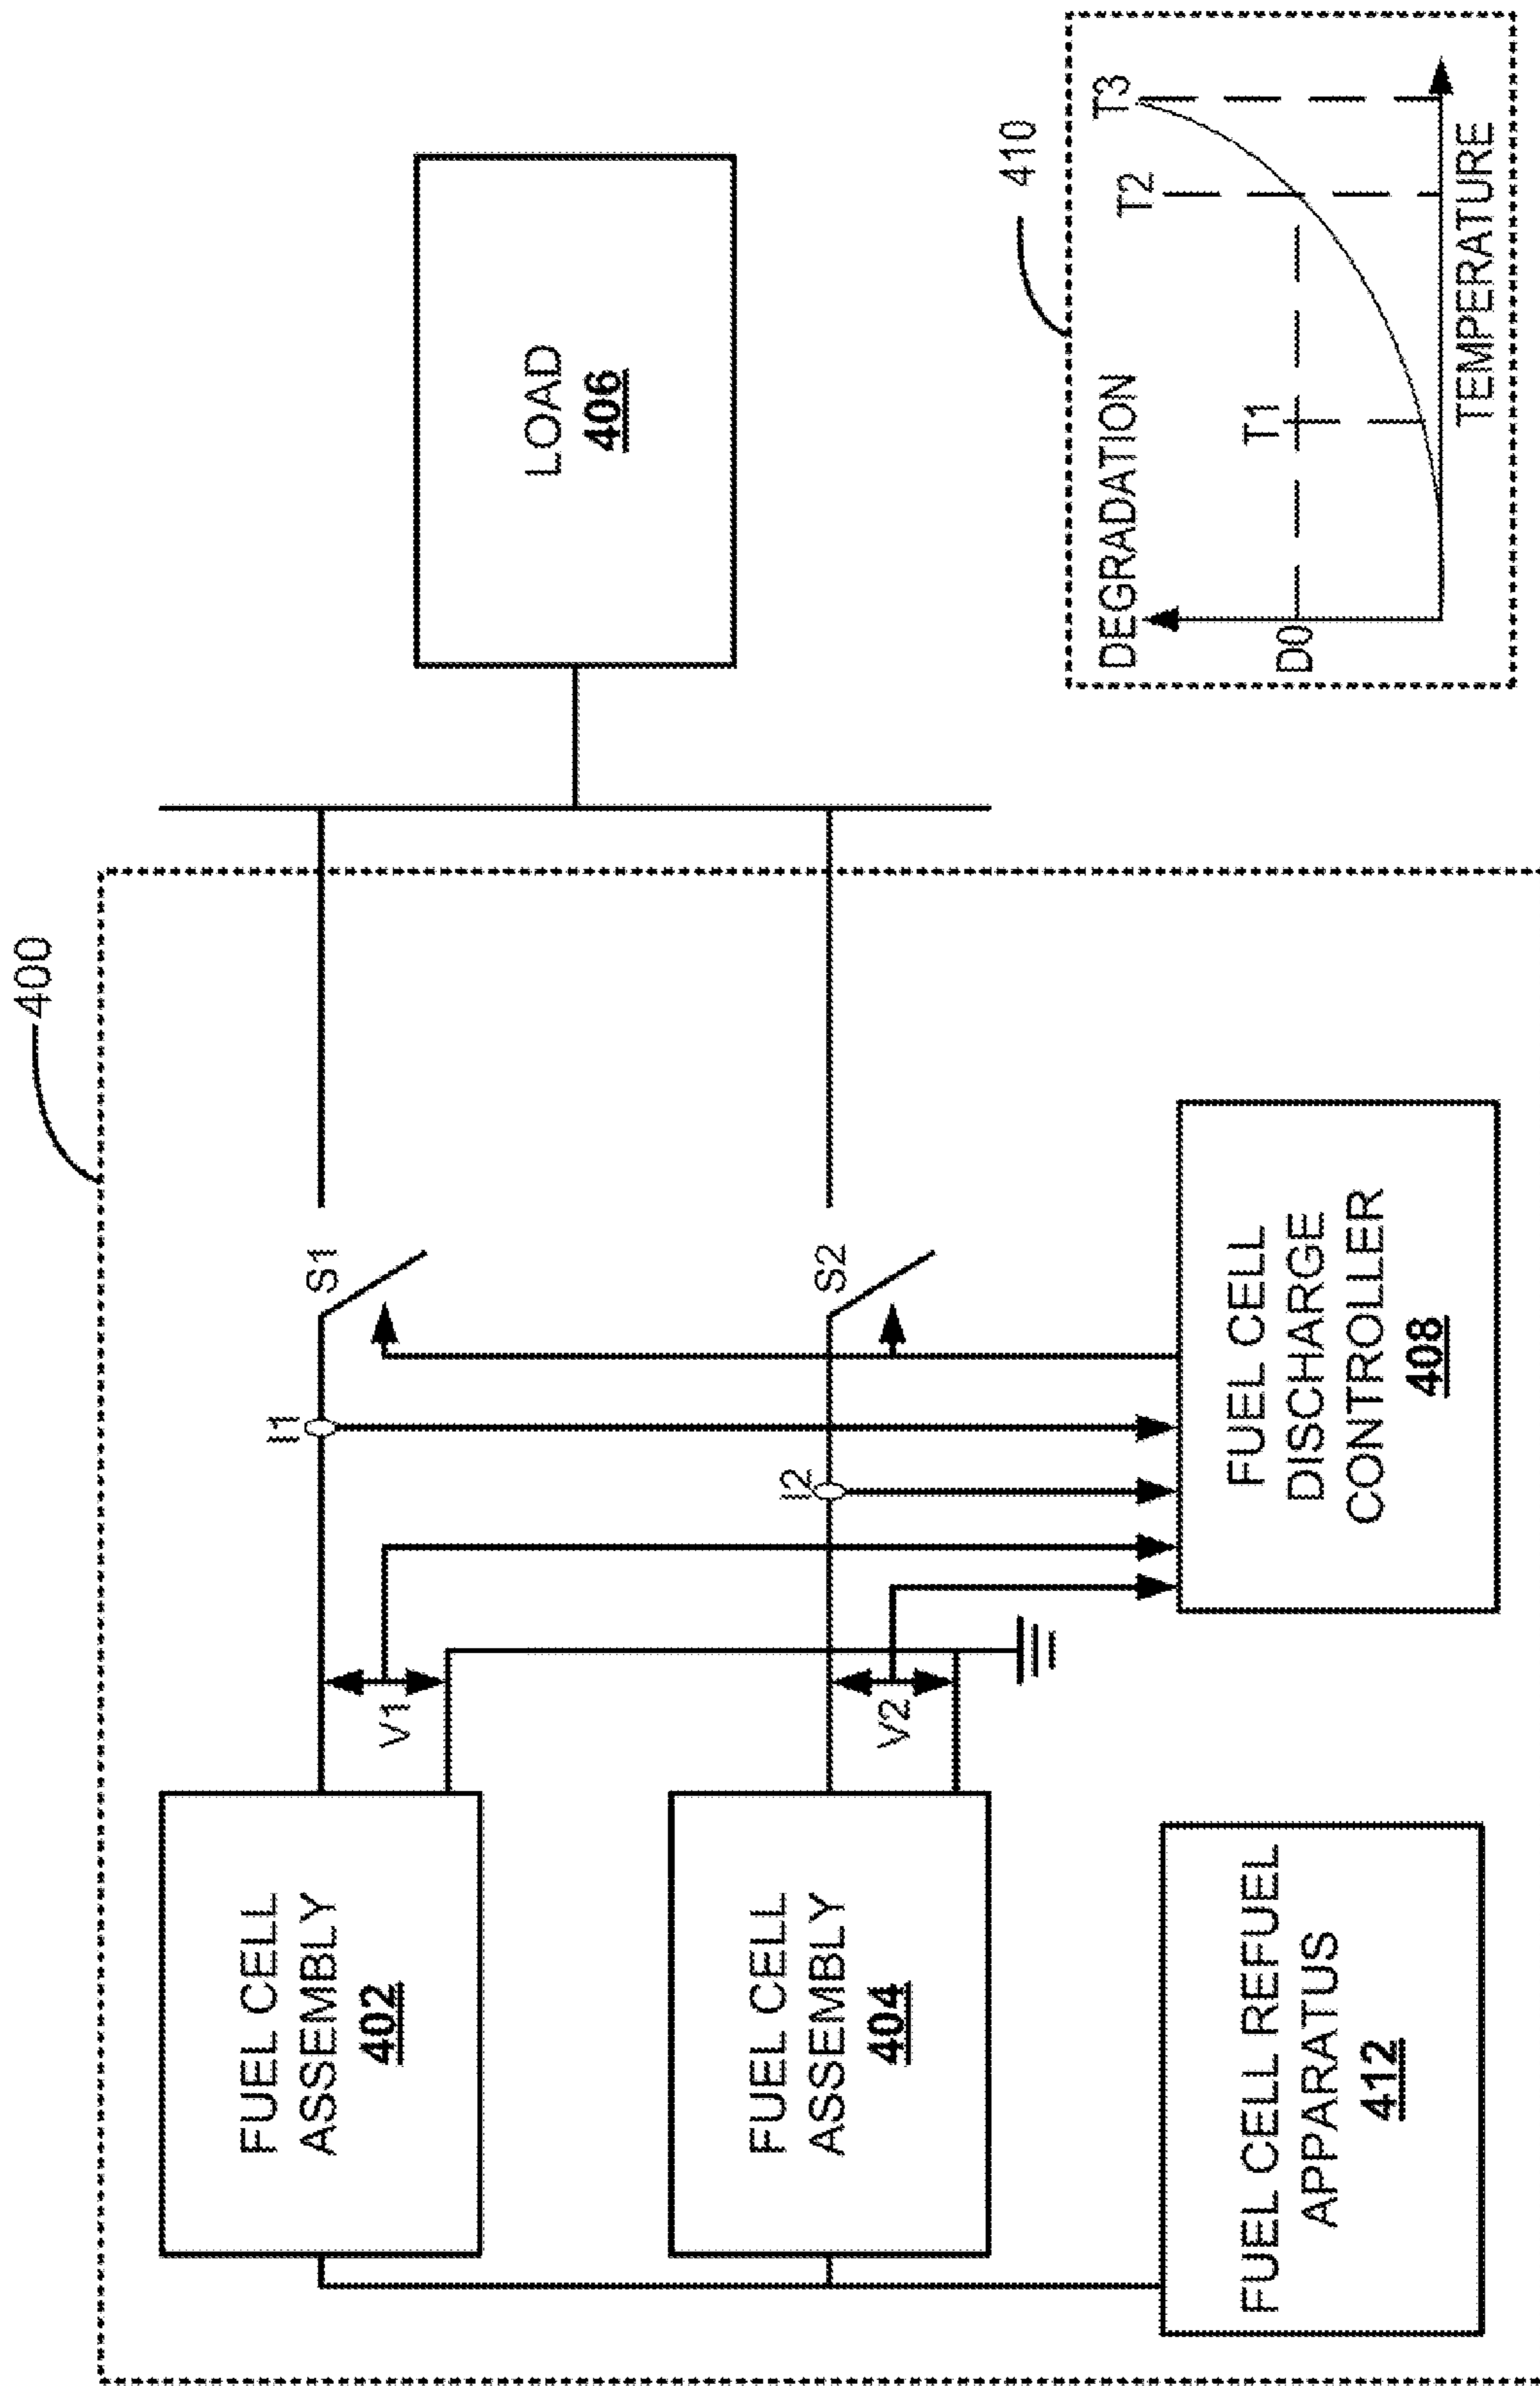 400
FUEL CELL
ASSEMBLY
402
V1
I1
S1
LOAD
406
FUEL CELL
ASSEMBLY
404
V2
I2
S2
FUEL CELL REFUEL
APPARATUS
412
FUEL CELL
DISCHARGE
CONTROLLER
408
410
DEGRADATION
T3
T2
T1
D0
TEMPERATURE